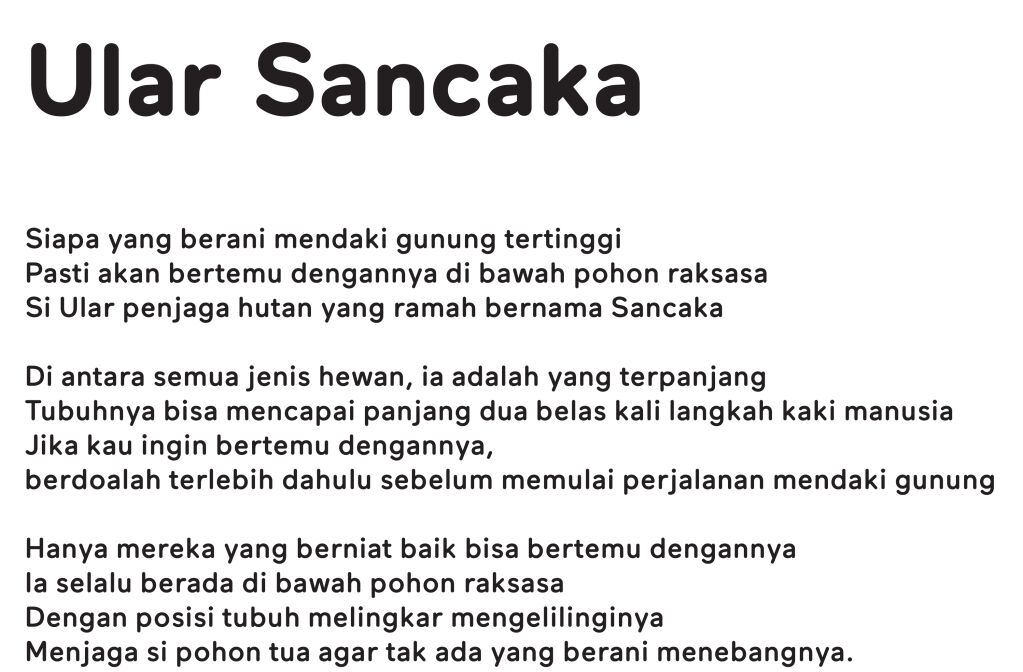 Ular Sancaka
Siapa yang berani mendaki gunung tertinggi
Pasti akan bertemu dengannya di bawah pohon raksasa
Si Ular penjaga hutan yang ramah bernama Sancaka
Di antara semua jenis hewan, ia adalah yang terpanjang
Tubuhnya bisa mencapai panjang dua belas kali langkah kaki manusia
Jika kau ingin bertemu dengannya,
berdoalah terlebih dahulu sebelum memulai perjalanan mendaki gunung
Hanya mereka yang berniat baik bisa bertemu dengannya
Ia selalu berada di bawah pohon raksasa
Dengan posisi tubuh melingkar mengelilinginya
Menjaga si pohon tua agar tak ada yang berani menebangnya.